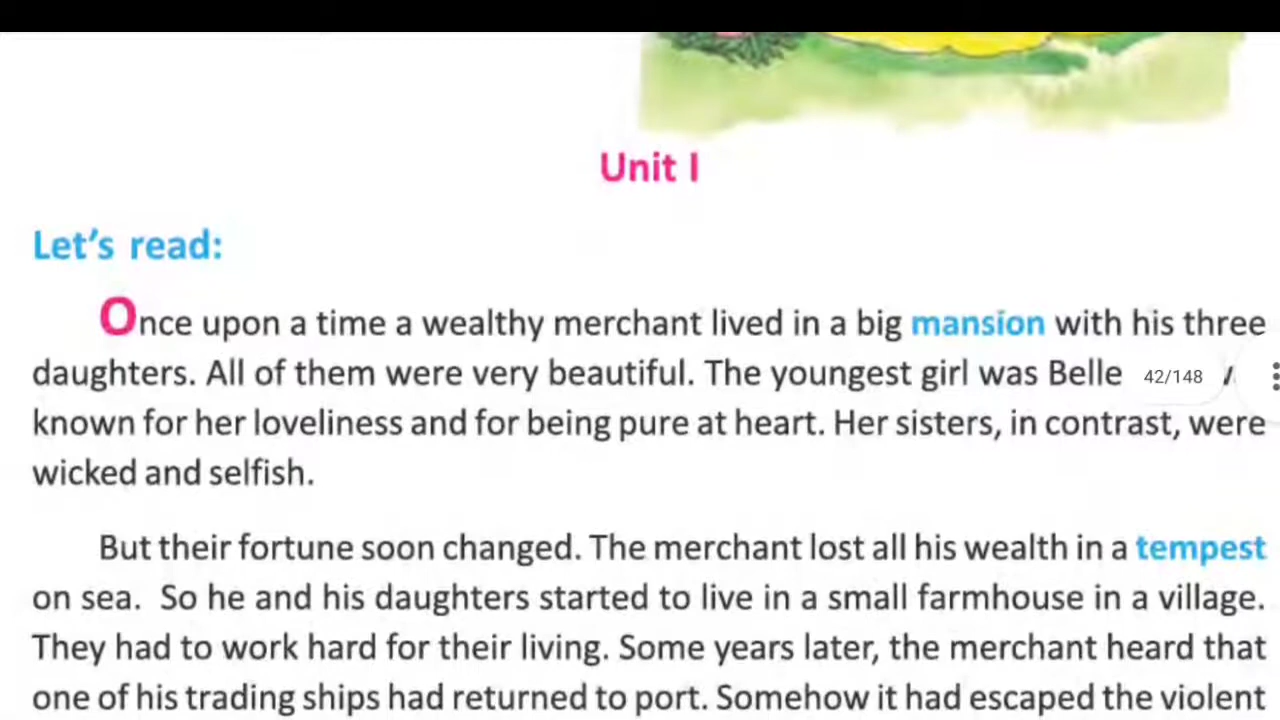 Unit I
Let's read:
Once upon a time a wealthy merchant lived in a big mansion with his three
daughters. All of them were very beautiful. The youngest girl was Belle
42/148
known for her loveliness and for being pure at heart. Her sisters, in contrast, were
wicked and selfish.
But their fortune soon changed. The merchant lost all his wealth in a tempest
on sea. So he and his daughters started to live in a small farmhouse in a village.
They had to work hard for their living. Some years later, the merchant heard that
one of his trading ships had returned to port. Somehow it had escaped the violent